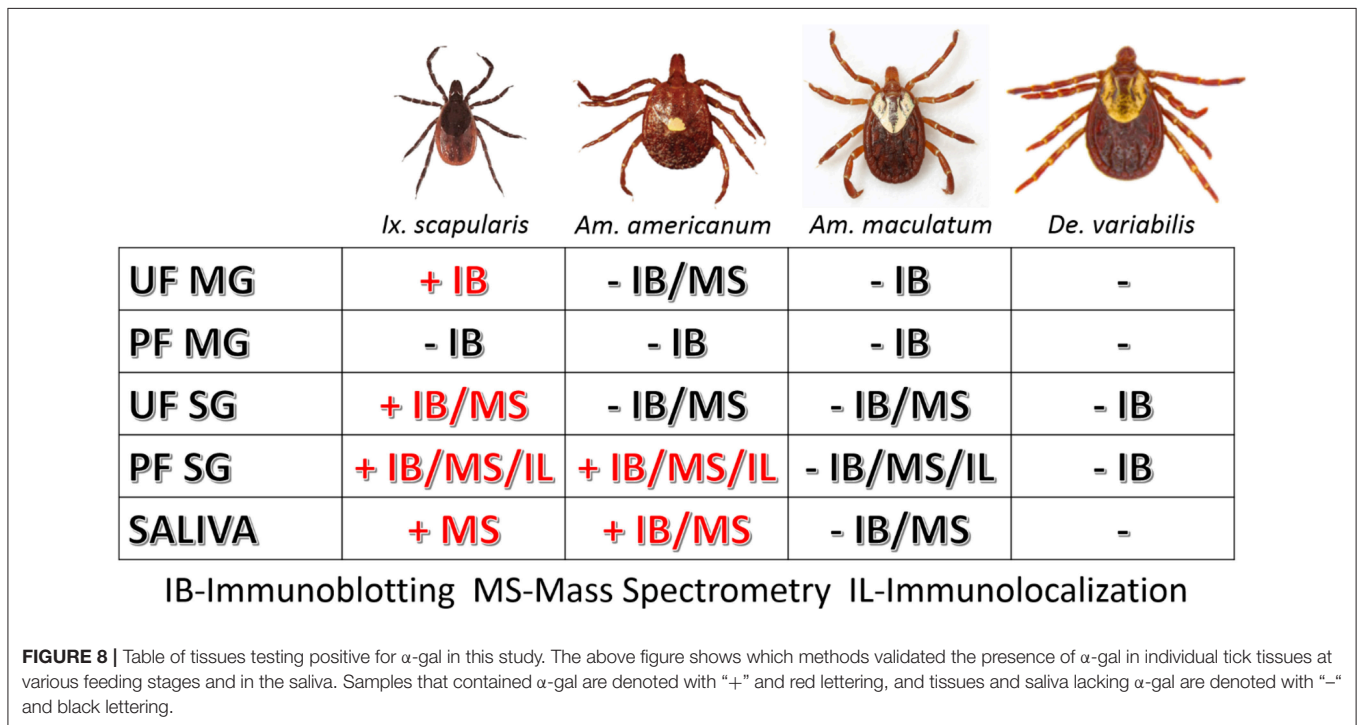 Ix. scapularis Am. americanum Am. maculatum De. variabilis
UF MG + IB - IB/MS - IB -
PF MG - IB - IB - IB -
UF SG + IB/MS - IB/MS - IB/MS - IB
PF SG + IB/MS/IL + IB/MS/IL - IB/MS/IL - IB
SALIVA + MS + IB/MS - IB/MS -
IB-Immunoblotting MS-Mass Spectrometry IL-Immunolocalization
FIGURE 8 | Table of tissues testing positive for α-gal in this study. The above figure shows which methods validated the presence of α-gal in individual tick tissues at
various feeding stages and in the saliva. Samples that contained α-gal are denoted with “+” and red lettering, and tissues and saliva lacking α-gal are denoted with “–“
and black lettering.